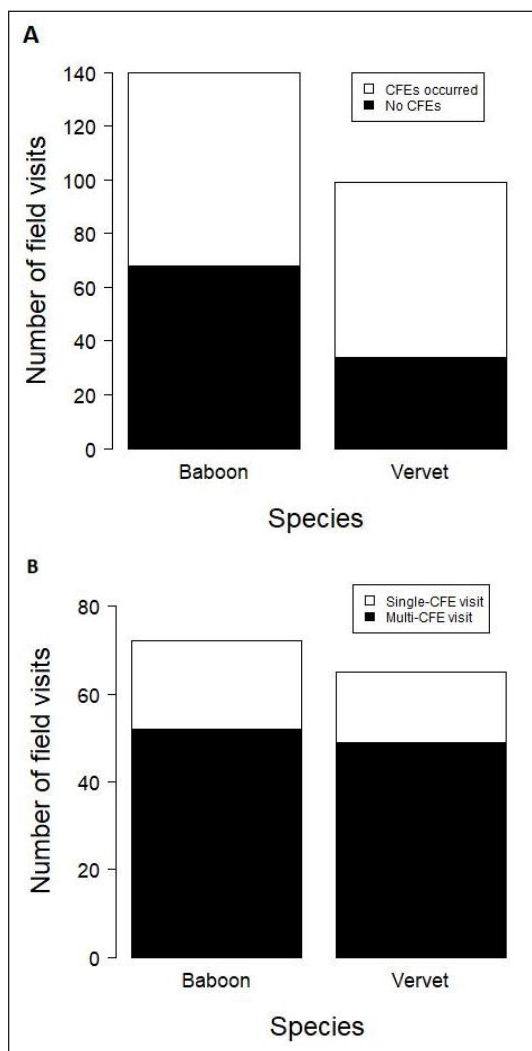 A
Number of field visits
140
120
100
80
60
40
20
0
CFEs occurred
No CFEs
Baboon
Vervet
Species
B
Number of field visits
80
60
40
20
0
Single-CFE visit
Multi-CFE visit
Baboon
Vervet
Species